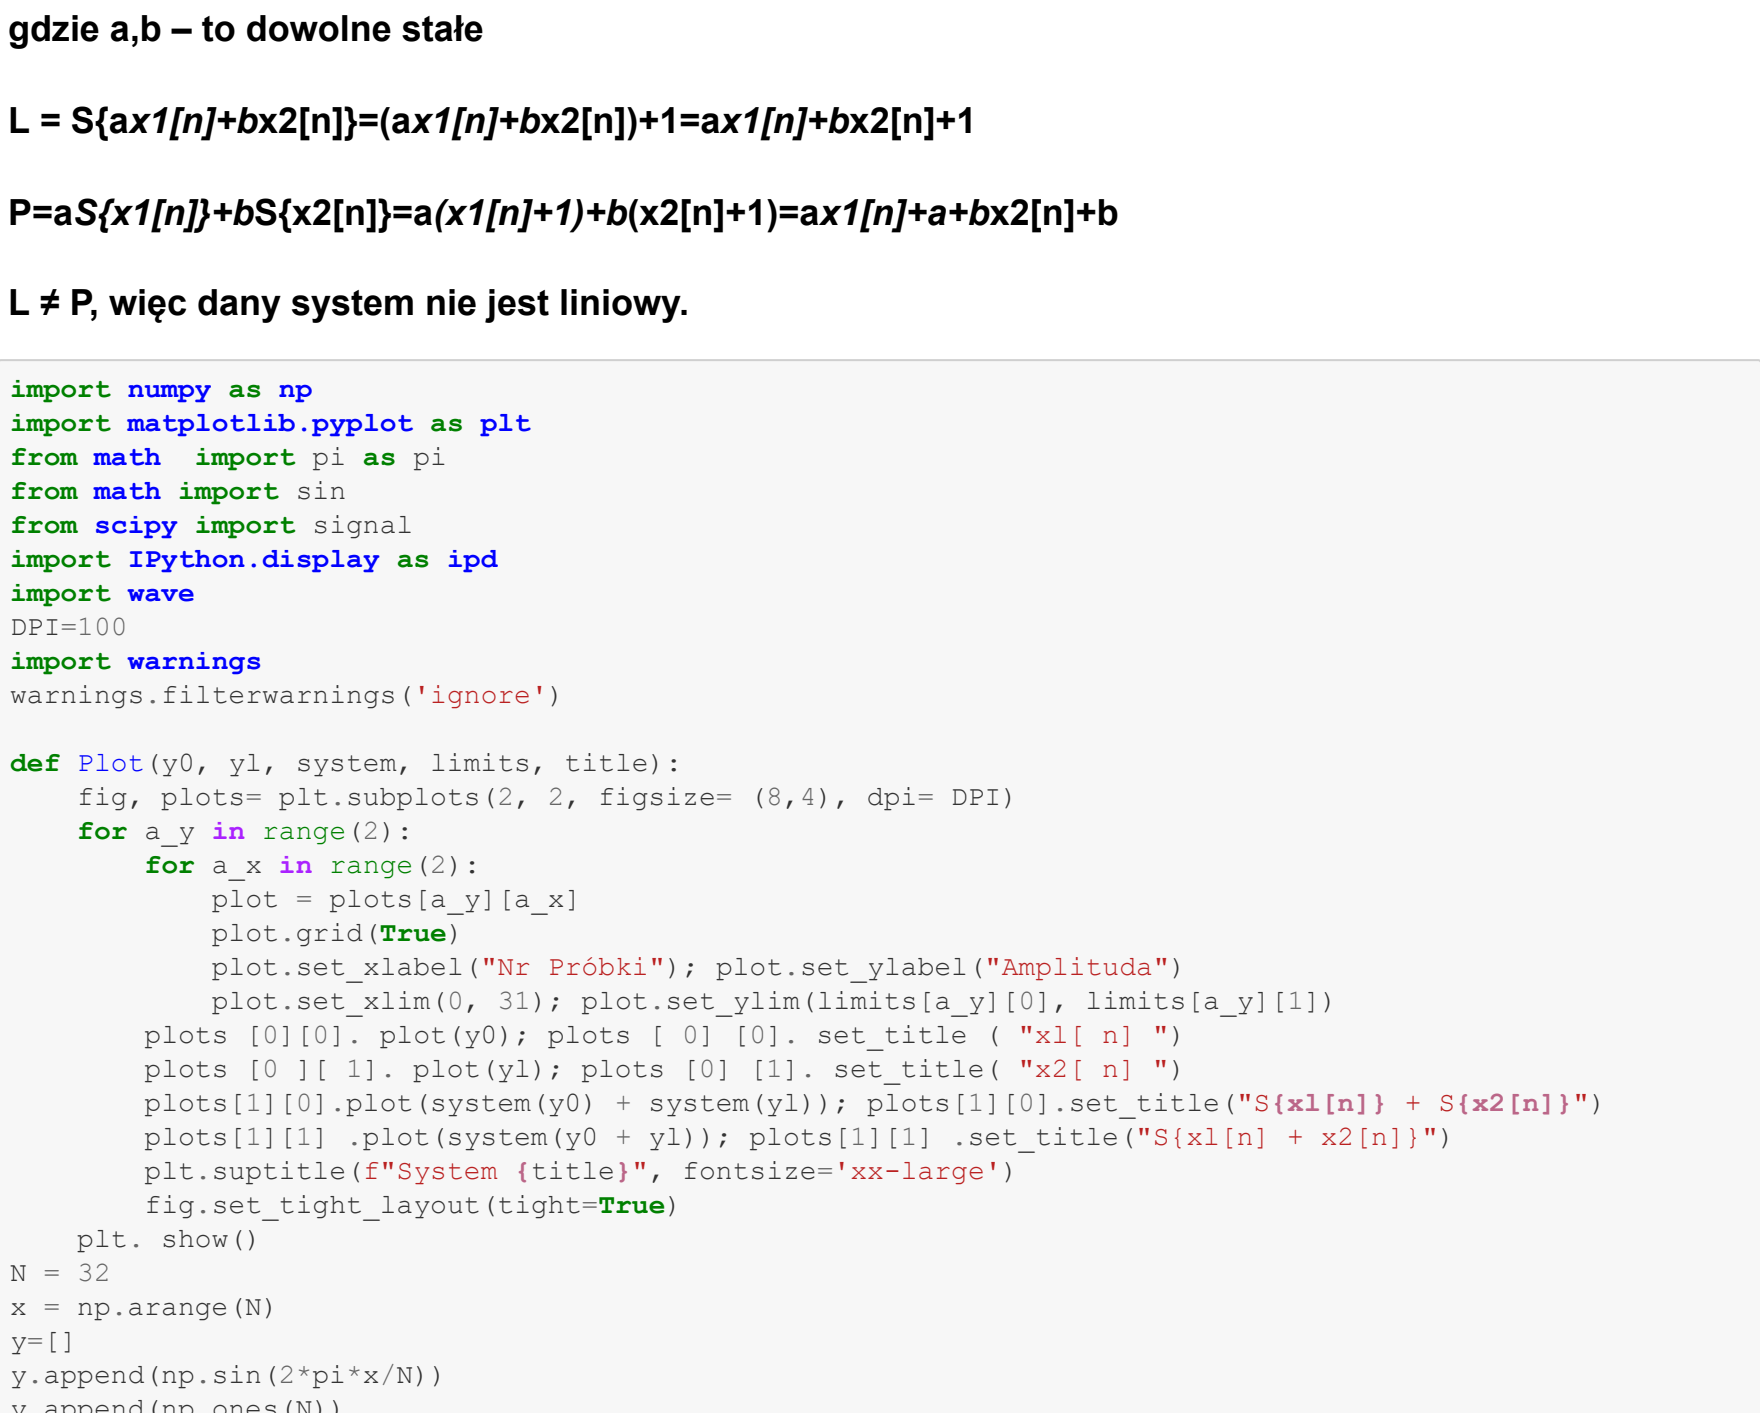 gdzie a,b – to dowolne stałe
L = S{ax1[n]+bx2[n]}=(ax1[n]+bx2[n])+1=ax1[n]+bx2[n]+1
P=aS{x1[n]}+bS{x2[n]}=a(x1[n]+1)+b(x2[n]+1)=ax1[n]+a+bx2[n]+b
L ≠ P, więc dany system nie jest liniowy.
import numpy as np
import matplotlib.pyplot as plt
from math  import pi as pi
from math import sin
from scipy import signal
import IPython.display as ipd
import wave
DPI=100
import warnings
warnings.filterwarnings('ignore')
def Plot(y0, yl, system, limits, title):
    fig, plots= plt.subplots(2, 2, figsize= (8,4), dpi= DPI)
    for a_y in range(2):
        for a_x in range(2):
            plot = plots[a_y][a_x]
            plot.grid(True)
            plot.set_xlabel("Nr Próbki"); plot.set_ylabel("Amplituda")
            plot.set_xlim(0, 31); plot.set_ylim(limits[a_y][0], limits[a_y][1])
        plots [0][0]. plot(y0); plots [ 0] [0]. set_title ( "xl[ n] ")
        plots [0 ][ 1]. plot(yl); plots [0] [1]. set_title( "x2[ n] ")
        plots[1][0].plot(system(y0) + system(yl)); plots[1][0].set_title("S{xl[n]} + S{x2[n]}")
        plots[1][1] .plot(system(y0 + yl)); plots[1][1] .set_title("S{xl[n] + x2[n]}")
        plt.suptitle(f"System {title}", fontsize='xx-large')
        fig.set_tight_layout(tight=True)
    plt. show()
N = 32
x = np.arange(N)
y=[]
y.append(np.sin(2*pi*x/N))
y.append(np.ones(N))